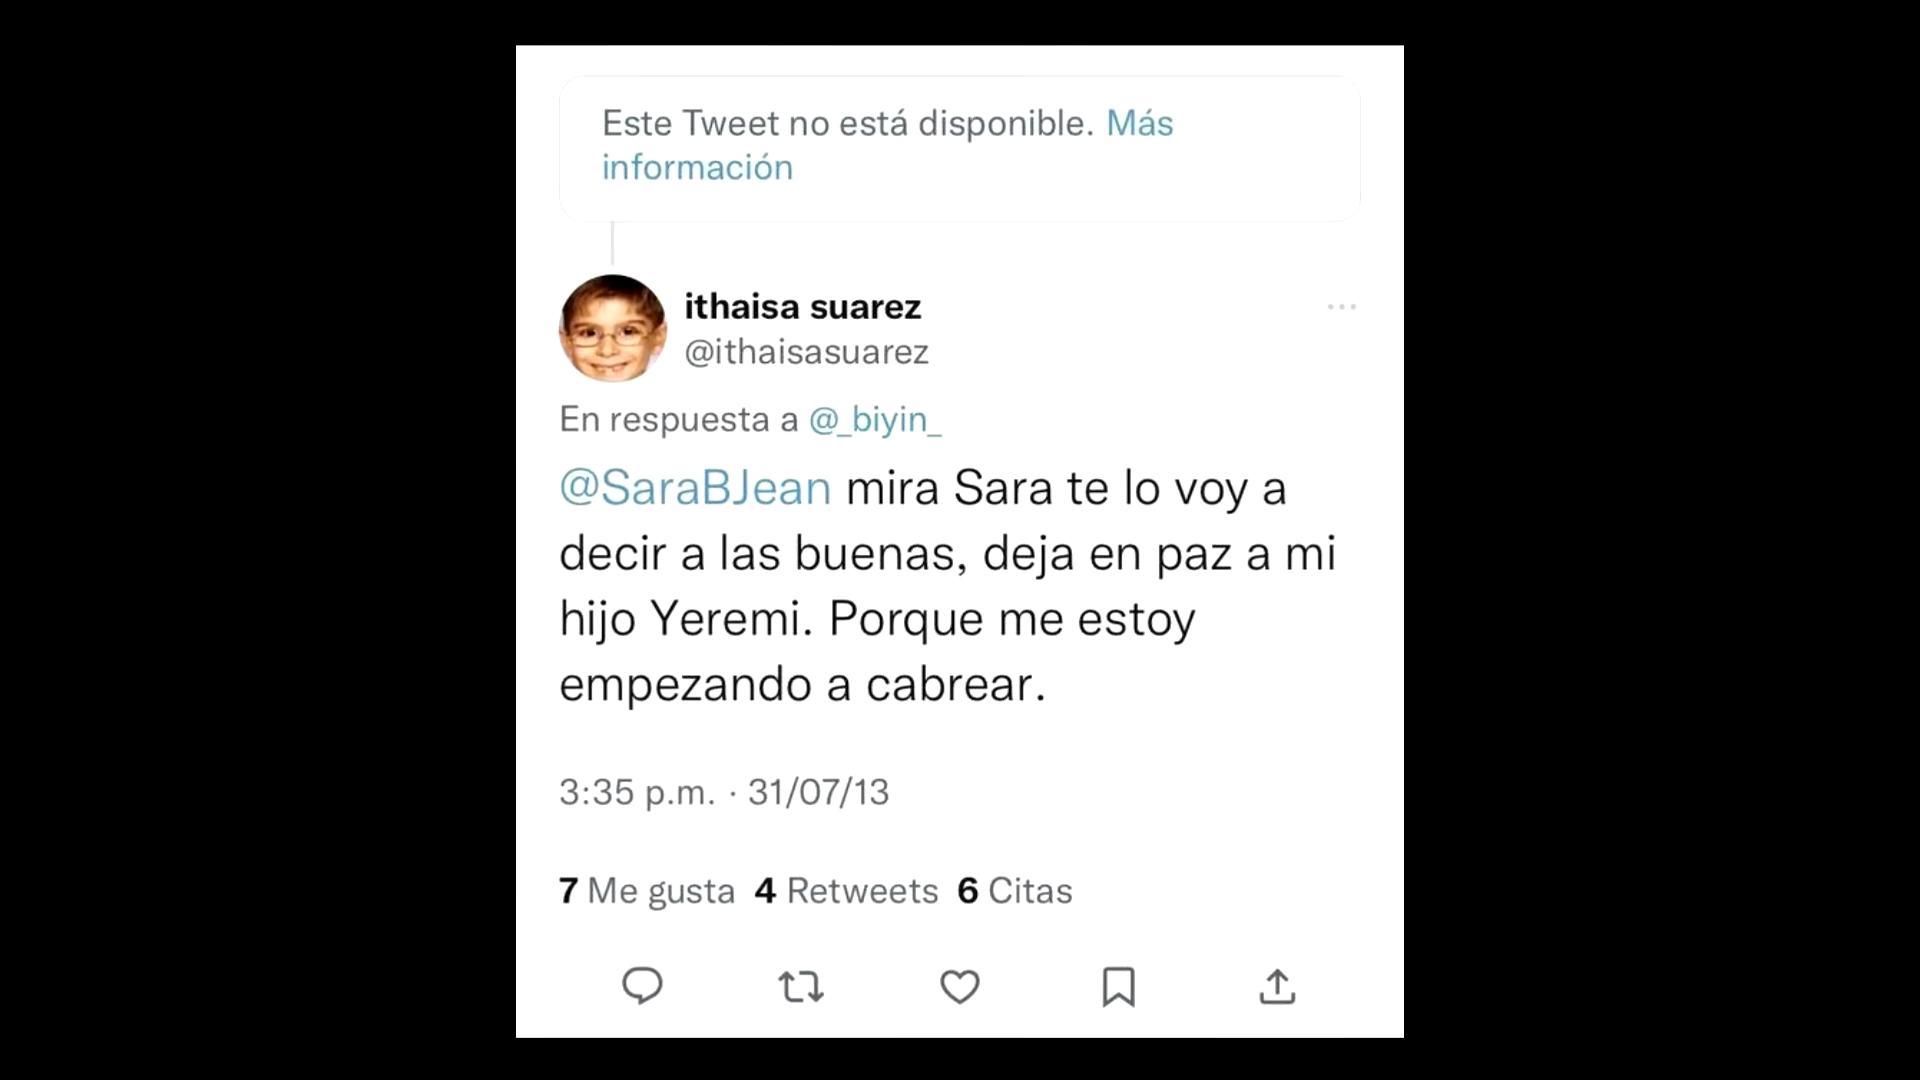 Este Tweet no está disponible. Más
información
ithaisa suarez
@ithaisasuarez
En respuesta a @_biyin_
@SaraBJean mira Sara te lo voy a
decir a las buenas, deja en paz a mi
hijo Yeremi. Porque me estoy
empezando a cabrear.
3:35 p.m. · 31/07/13
7 Me gusta 4 Retweets 6 Citas